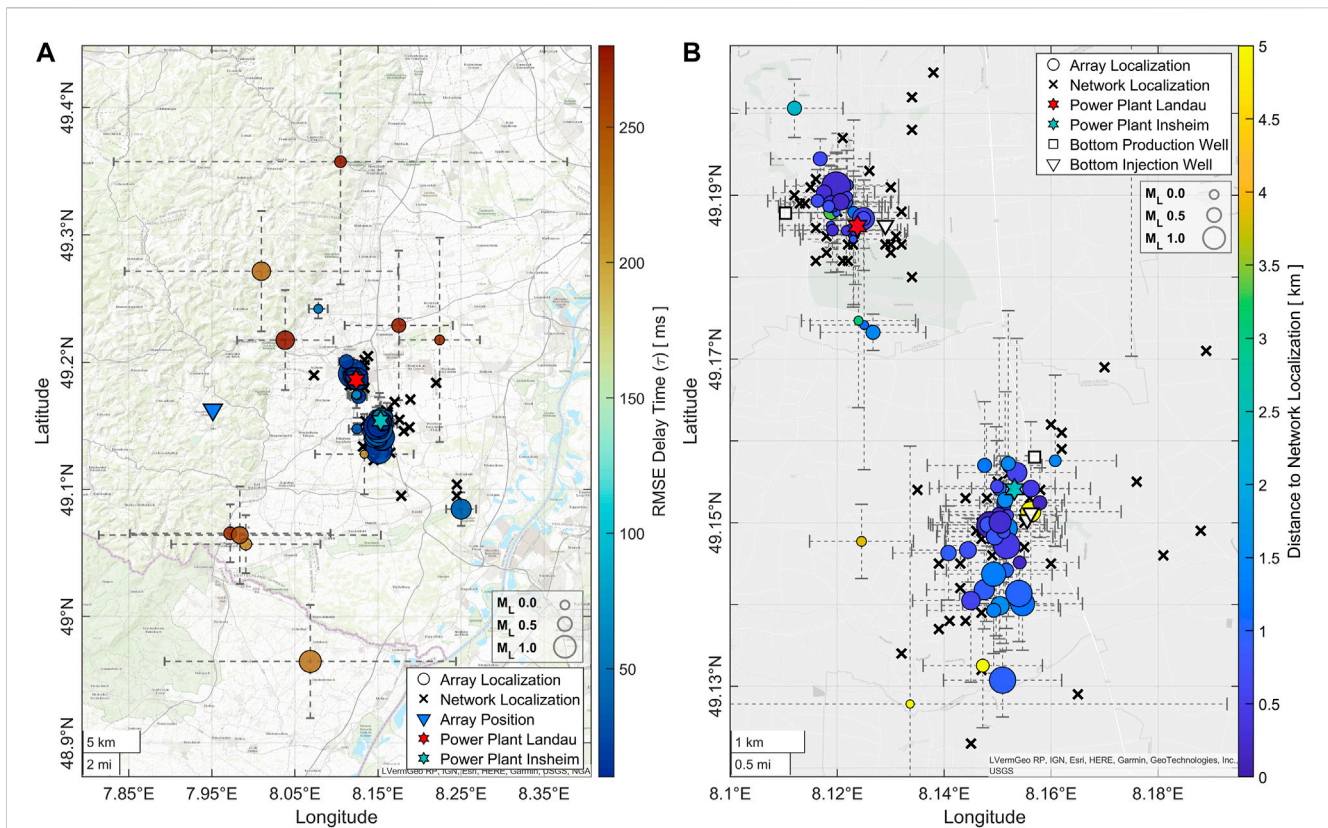 A
49.4°N
49.3°N
49.2°N
49.1°N
49°N
48.9°N
Latitude
7.85°E 7.95°E 8.05°E 8.15°E 8.25°E 8.35°E
Longitude
M_L 0.0
M_L 0.5
M_L 1.0
Array Localization
Network Localization
Array Position
Power Plant Landau
Power Plant Insheim
5 km
2 mi
LVermGeo RP, IGN, Esri, HERE, Garmin, USGS, NGA
250
200
150
100
50
RMSE Delay Time (τ) [ ms ]
B
Array Localization
Network Localization
Power Plant Landau
Power Plant Insheim
Bottom Production Well
Bottom Injection Well
M_L 0.0
M_L 0.5
M_L 1.0
49.19°N
49.17°N
49.15°N
49.13°N
Latitude
1 km
0.5 mi
LVermGeo RP, IGN, Esri, HERE, Garmin, GeoTechnologies, Inc.,
USGS
8.1°E 8.12°E 8.14°E 8.16°E 8.18°E
Longitude
5
4.5
4
3.5
3
2.5
2
1.5
1
0.5
0
Distance to Network Localization [ km ]